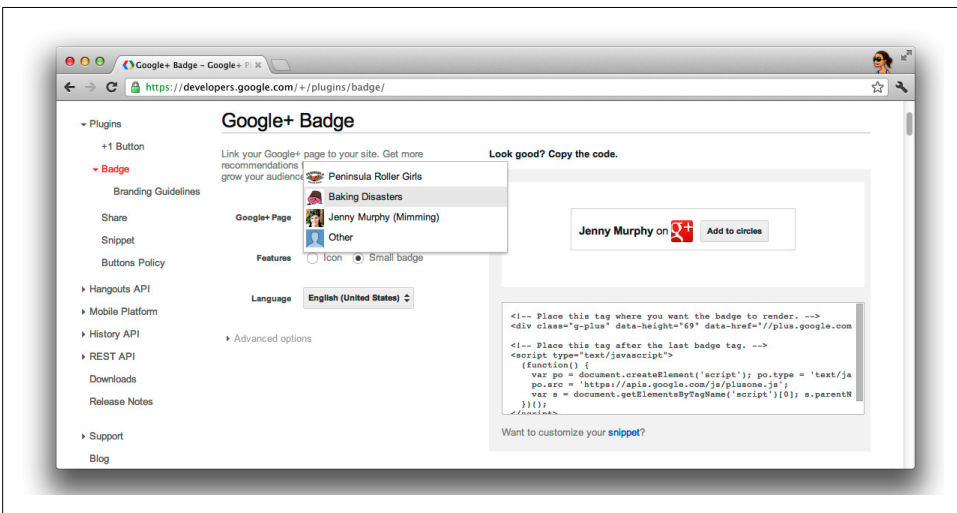 Google+ Badge – Google+ Pl
https://developers.google.com/+/plugins/badge/
Plugins
+1 Button
Badge
Branding Guidelines
Share
Snippet
Buttons Policy
Hangouts API
Mobile Platform
History API
REST API
Downloads
Release Notes
Support
Blog
Google+ Badge
Link your Google+ page to your site. Get more
recommendations
grow your audience
Peninsula Roller Girls
Baking Disasters
Jenny Murphy (Mimming)
Other
Google+ Page
Features Icon Small badge
Language English (United States)
Advanced options
Look good? Copy the code.
Jenny Murphy on g+ Add to circles
<!-- Place this tag where you want the badge to render. -->
<div class="g-plus" data-height="69" data-href="//plus.google.com
<!-- Place this tag after the last badge tag. -->
<script type="text/javascript">
(function() {
var po = document.createElement('script'); po.type = 'text/ja
po.src = 'https://apis.google.com/js/plusone.js';
var s = document.getElementsByTagName('script')[0]; s.parentN
})();
</script>
Want to customize your snippet?